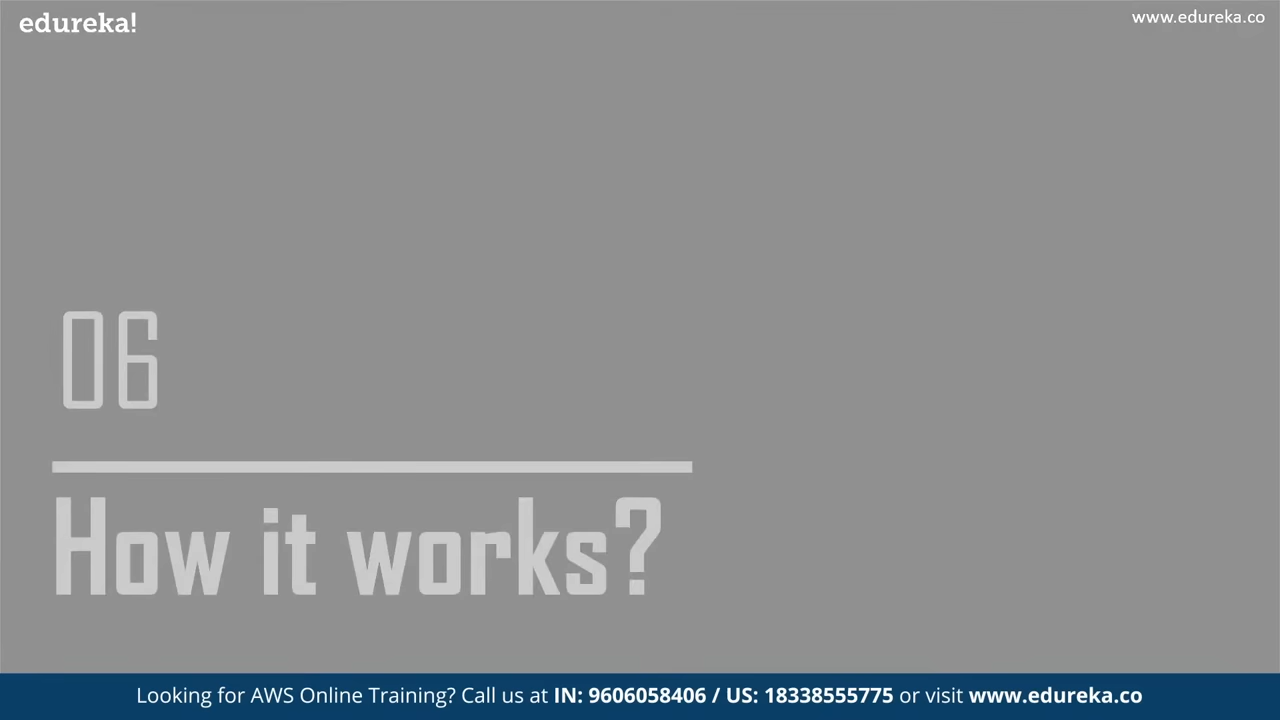 edureka!
www.edureka.co
06
How it works?
Looking for AWS Online Training? Call us at IN: 9606058406 / US: 18338555775 or visit www.edureka.co